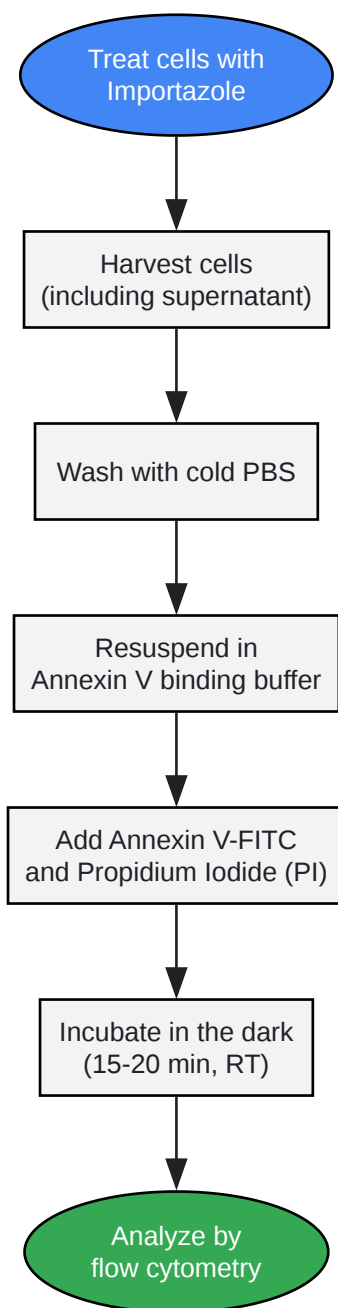 Treat cells with
Importazole
Harvest cells
(including supernatant)
Wash with cold PBS
Resuspend in
Annexin V binding buffer
Add Annexin V-FITC
and Propidium Iodide (PI)
Incubate in the dark
(15-20 min, RT)
Analyze by
flow cytometry